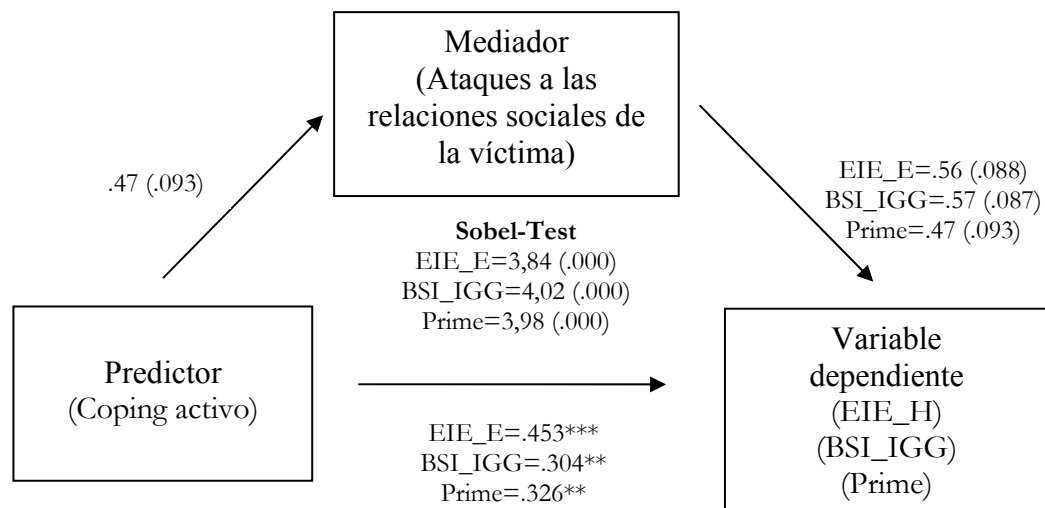 Mediador
(Ataques a las
relaciones sociales de
la víctima)
.47 (.093)
EIE_E=.56 (.088)
BSI_IGG=.57 (.087)
Prime=.47 (.093)
Sobel-Test
EIE_E=3,84 (.000)
BSI_IGG=4,02 (.000)
Prime=3,98 (.000)
Predictor
(Coping activo)
EIE_E=.453***
BSI_IGG=.304**
Prime=.326**
Variable
dependiente
(EIE_H)
(BSI_IGG)
(Prime)